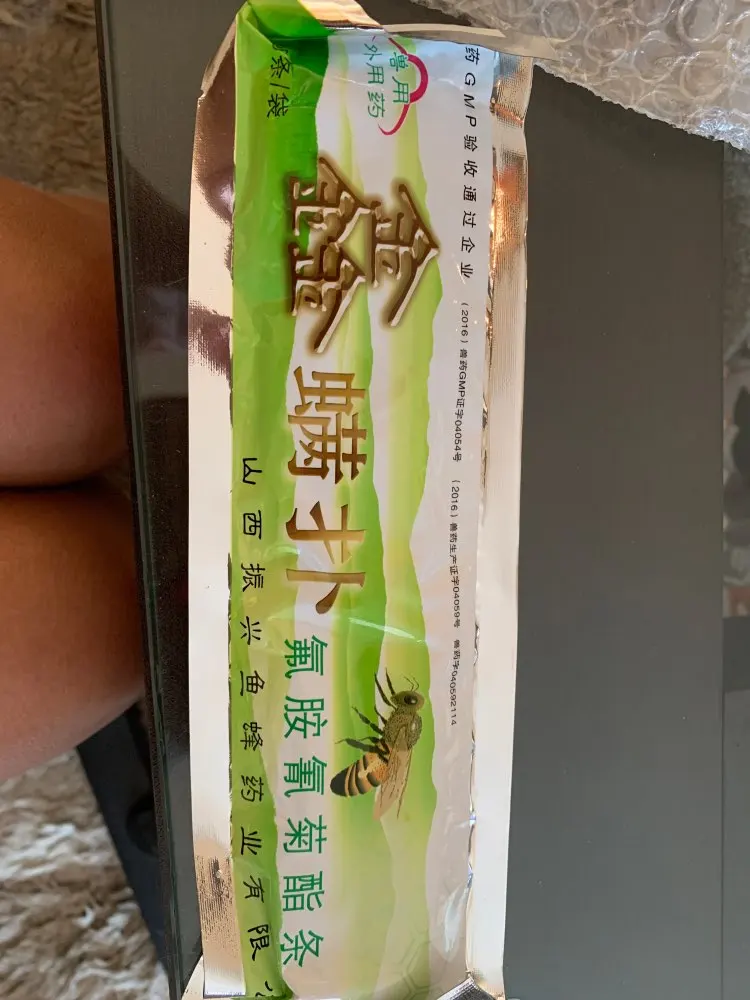 药GMP验收通过企业 (2016)兽药GMP证字04054号 (2016)兽药生产证字04059号 兽药字040592114
兽用
外用药
鑫螨扑 氟胺氰菊酯条
条/袋
山西振兴鱼蜂药业有限